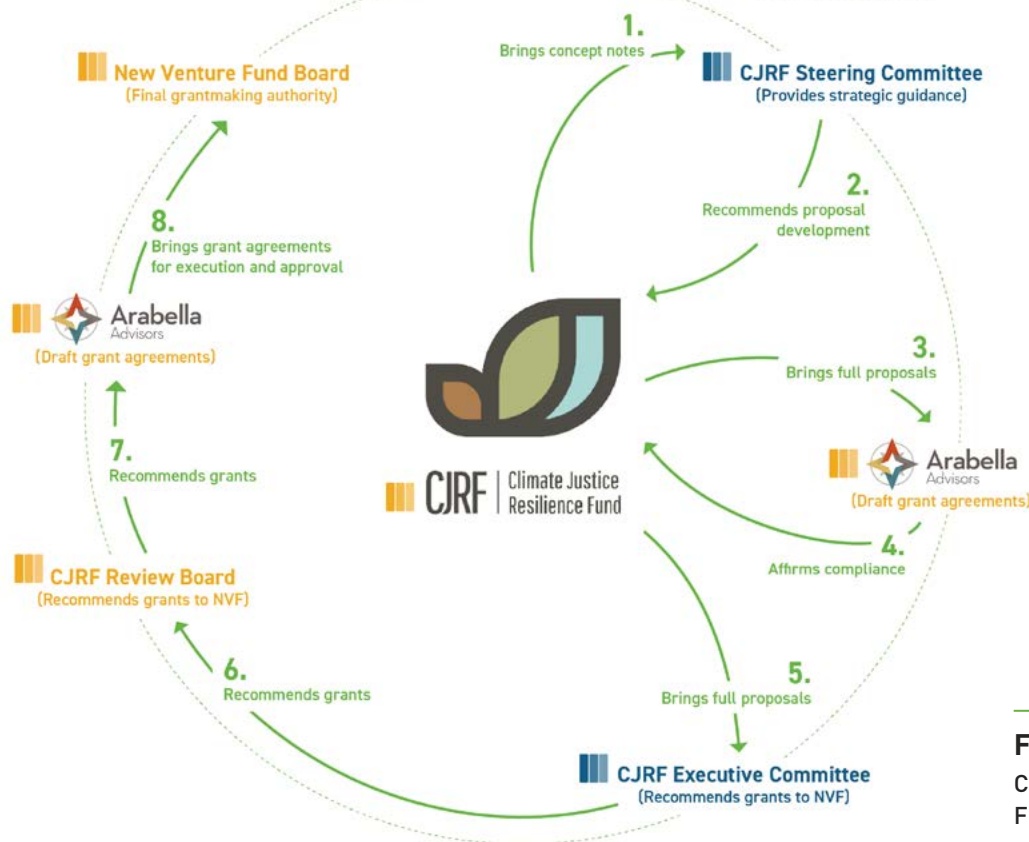 1.
Brings concept notes
New Venture Fund Board
(Final grantmaking authority)
CJRF Steering Committee
(Provides strategic guidance)
2.
Recommends proposal
development
8.
Brings grant agreements
for execution and approval
Arabella
Advisors
(Draft grant agreements)
3.
Brings full proposals
Arabella
Advisors
(Draft grant agreements)
7.
Recommends grants
CJRF
Climate Justice
Resilience Fund
4.
Affirms compliance
CJRF Review Board
(Recommends grants to NVF)
6.
Recommends grants
5.
Brings full proposals
CJRF Executive Committee
(Recommends grants to NVF)